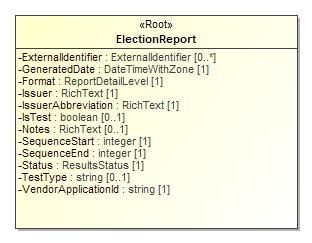 «Root»
ElectionReport
-ExternalIdentifier : ExternalIdentifier [0..*]
-GeneratedDate : DateTimeWithZone [1]
-Format : ReportDetailLevel [1]
-Issuer : RichText [1]
-IssuerAbbreviation : RichText [1]
-IsTest : boolean [0..1]
-Notes : RichText [0..1]
-SequenceStart : integer [1]
-SequenceEnd : integer [1]
-Status : ResultsStatus [1]
-TestType : string [0..1]
-VendorApplicationId : string [1]